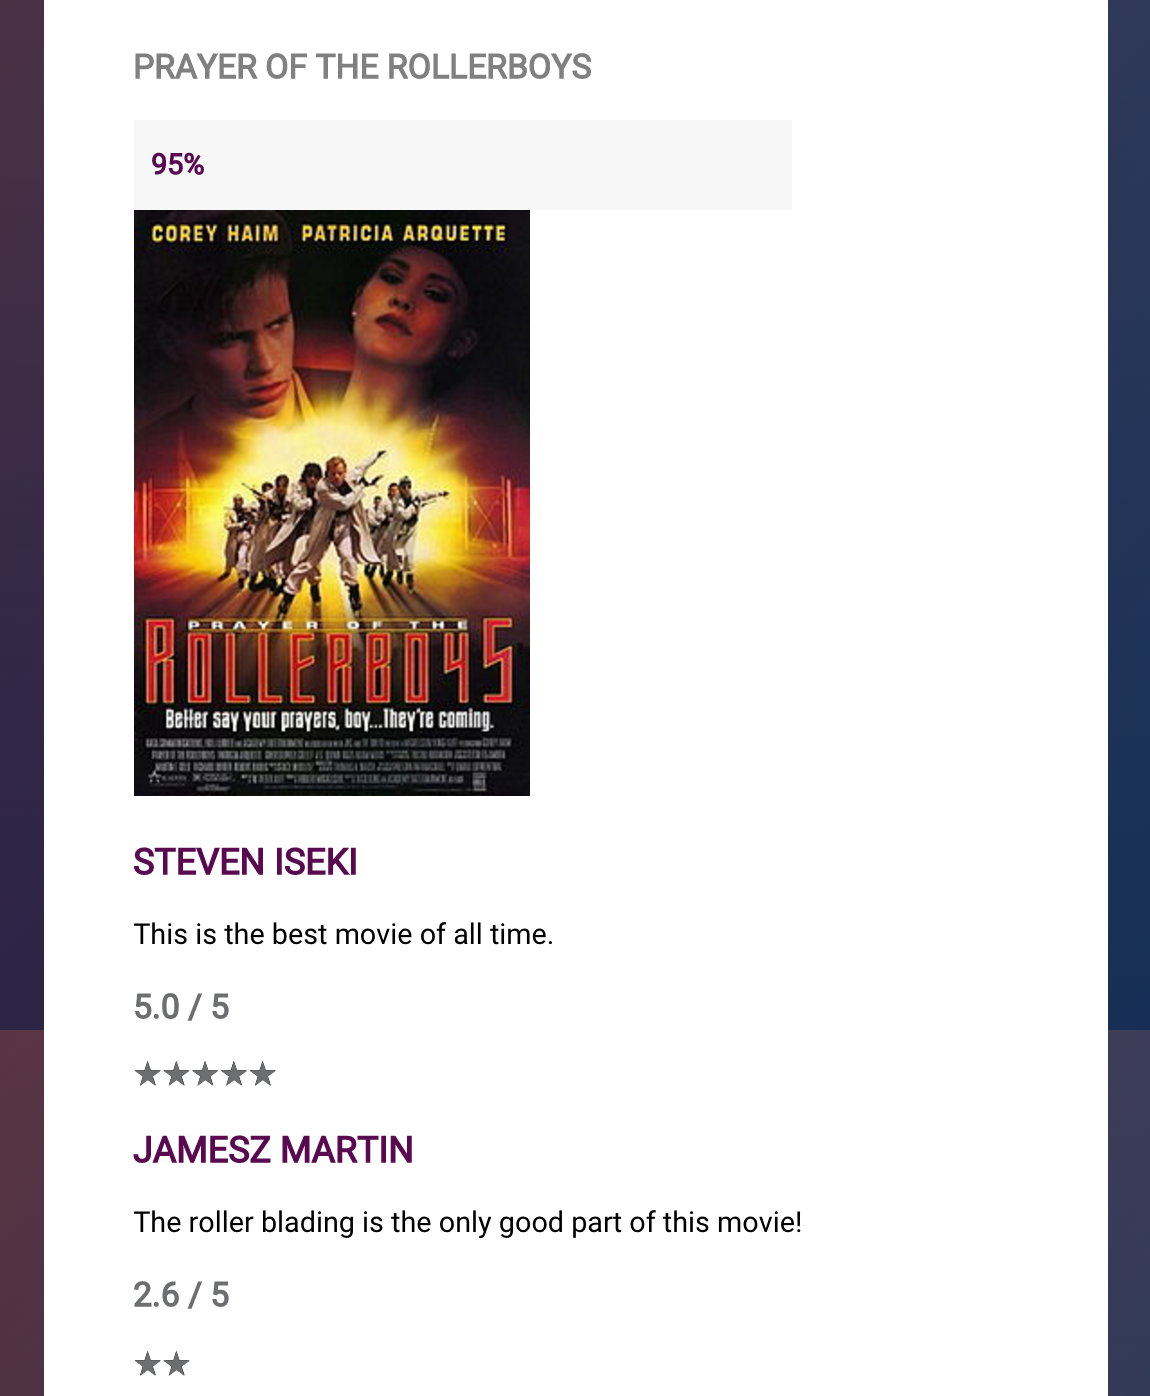 PRAYER OF THE ROLLERBOYS
95%
COREY HAIM PATRICIA ARQUETTE
PRAYER OF THE
ROLLERBOYS
Better say your prayers, boy...They're coming.
STEVEN ISEKI
This is the best movie of all time.
5.0 / 5
★★★★★
JAMESZ MARTIN
The roller blading is the only good part of this movie!
2.6 / 5
★★